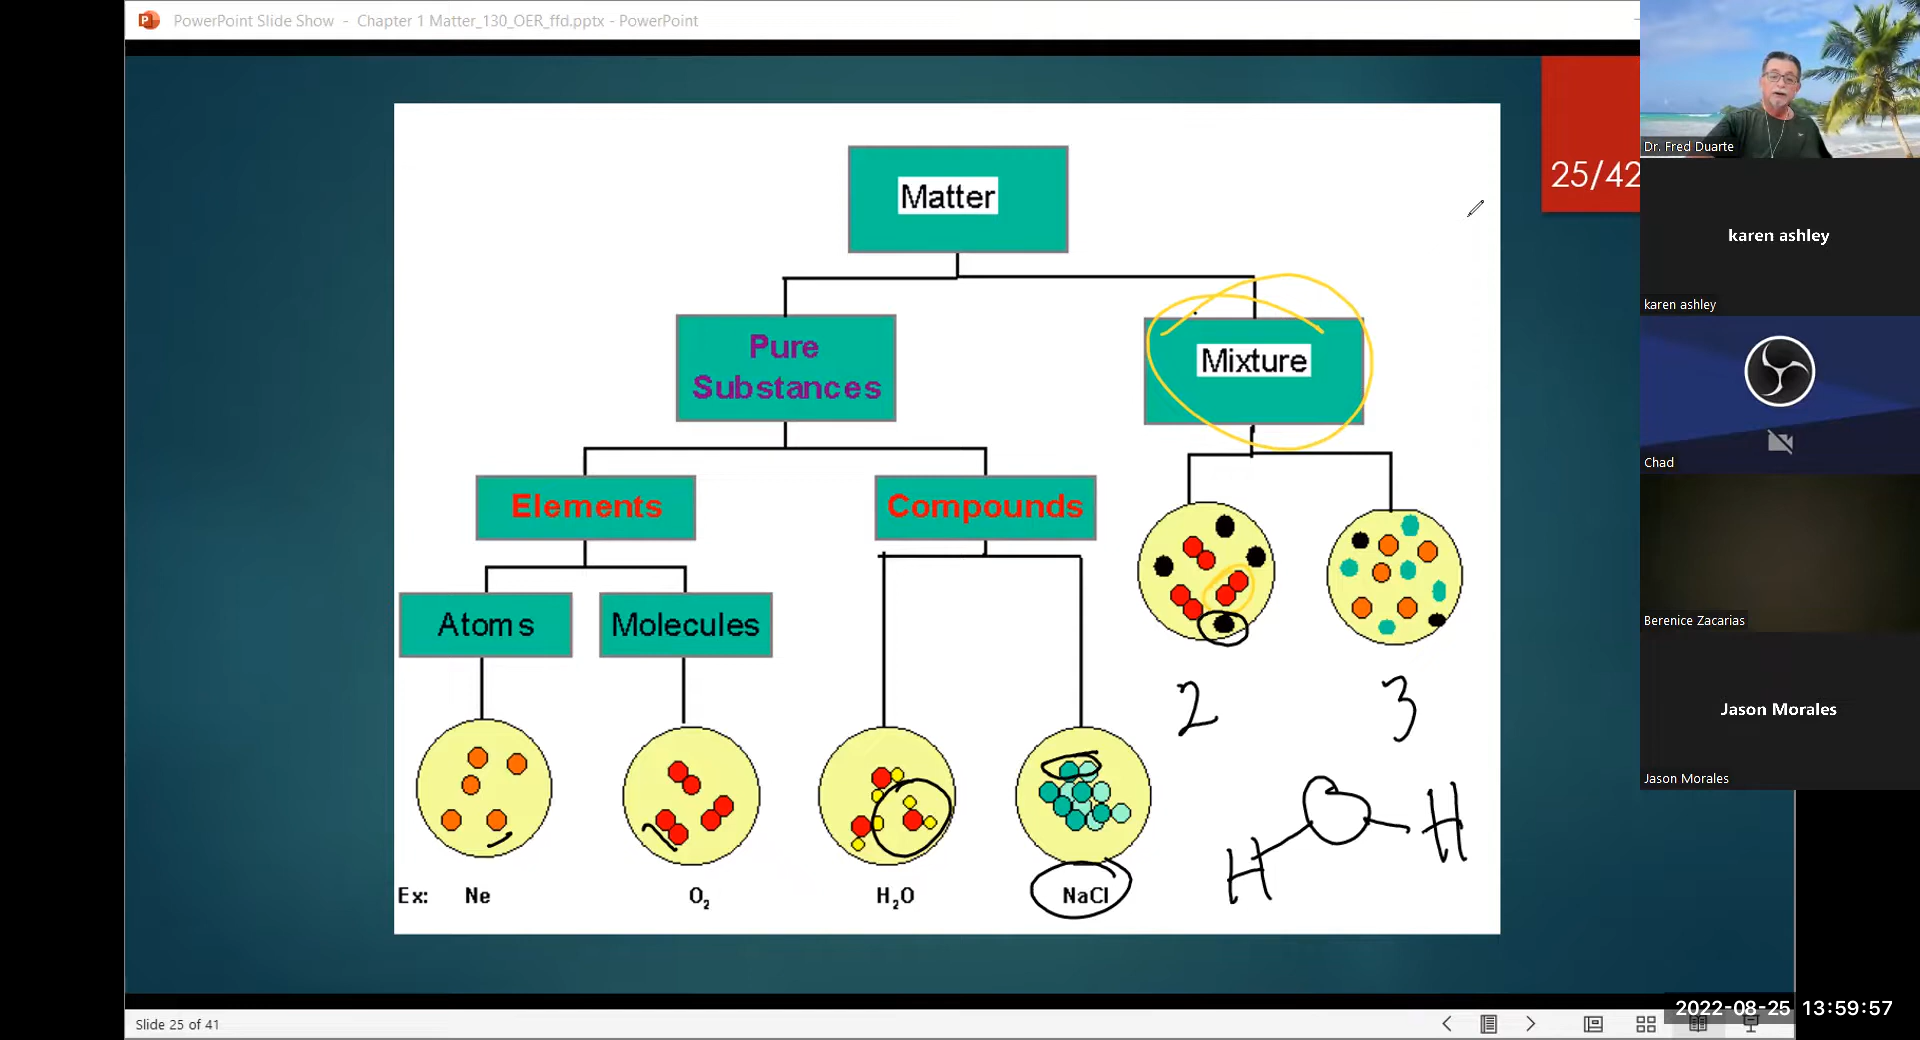 PowerPoint Slide Show - Chapter 1 Matter_130_OER_ffd.pptx - PowerPoint
25/42
Matter
Pure
Substances
Mixture
Elements
Compounds
Atoms
Molecules
2
3
H
H
Ex:
Ne
O₂
H₂O
NaCl
Dr. Fred Duarte
karen ashley
karen ashley
Chad
Berenice Zacarias
Jason Morales
Jason Morales
Slide 25 of 41
2022-08-25 13:59:57